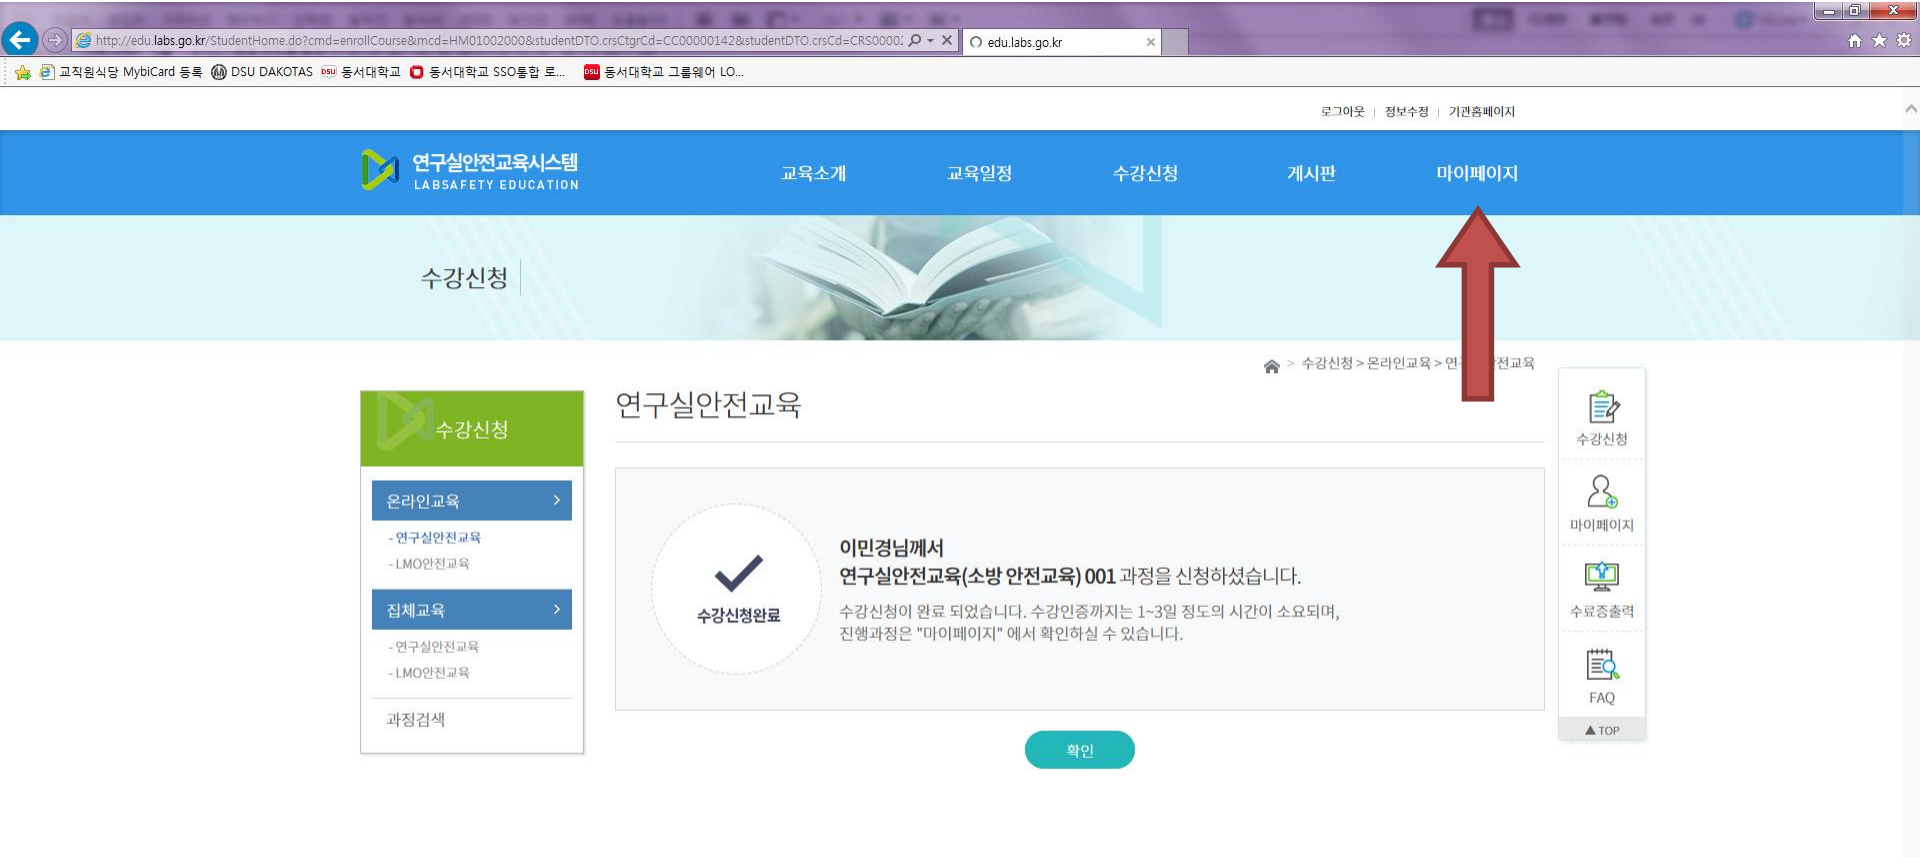 http://edu.labs.go.kr/StudentHome.do?cmd=enrollCourse&mcd=HM01002000&studentDTO.crsCtgrCd=CC00000142&studentDTO.crsCd=CRS0000
edu.labs.go.kr
교직원식당 MybiCard 등록 DSU DAKOTAS 동서대학교 동서대학교 SSO통합 로... 동서대학교 그룹웨어 LO...
로그아웃 | 정보수정 | 기관홈페이지
연구실안전교육시스템
LABSAFETY EDUCATION
교육소개 교육일정 수강신청 게시판 마이페이지
수강신청
> 수강신청 > 온라인교육 > 연구 전교육
연구실안전교육
수강신청
온라인교육 >
- 연구실안전교육
- LMO안전교육
집체교육 >
- 연구실안전교육
- LMO안전교육
과정검색
수강신청완료
이민경님께서
연구실안전교육(소방 안전교육) 001 과정을 신청하셨습니다.
수강신청이 완료 되었습니다. 수강인증까지는 1~3일 정도의 시간이 소요되며,
진행과정은 "마이페이지" 에서 확인하실 수 있습니다.
확인
수강신청
마이페이지
수료증출력
FAQ
▲ TOP